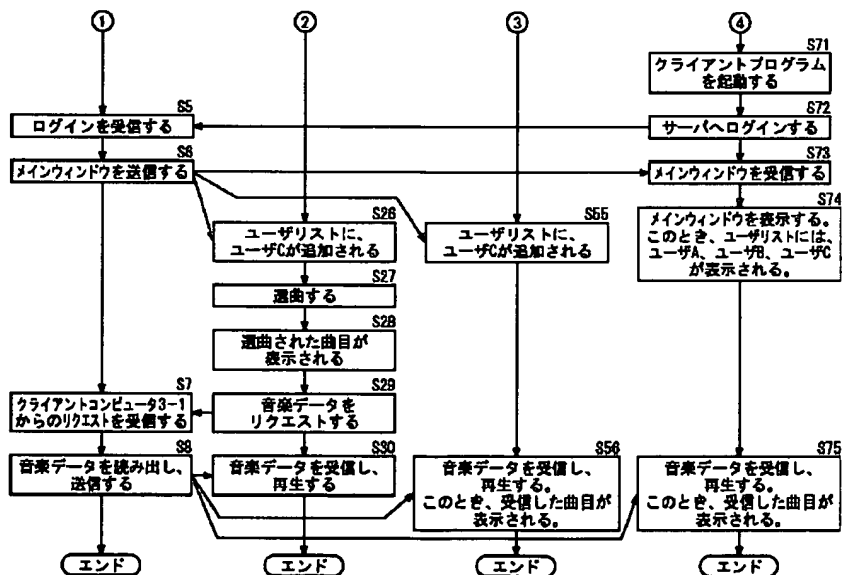 ①
②
③
④
S71
クライアントプログラム
を起動する
S5
ログインを受信する
S72
サーバへログインする
S6
メインウィンドウを送信する
S73
メインウィンドウを受信する
S26
ユーザリストに、
ユーザCが追加される
S55
ユーザリストに、
ユーザCが追加される
S74
メインウィンドウを表示する。
このとき、ユーザリストには、
ユーザA、ユーザB、ユーザC
が表示される。
S27
選曲する
S28
選曲された曲目が
表示される
S7
クライアントコンピュータ3-1
からのリクエストを受信する
S29
音楽データを
リクエストする
S8
音楽データを読み出し、
送信する
S30
音楽データを受信し、
再生する
S56
音楽データを受信し、
再生する。
このとき、受信した曲目が
表示される。
S75
音楽データを受信し、
再生する。
このとき、受信した曲目が
表示される。
エンド
エンド
エンド
エンド